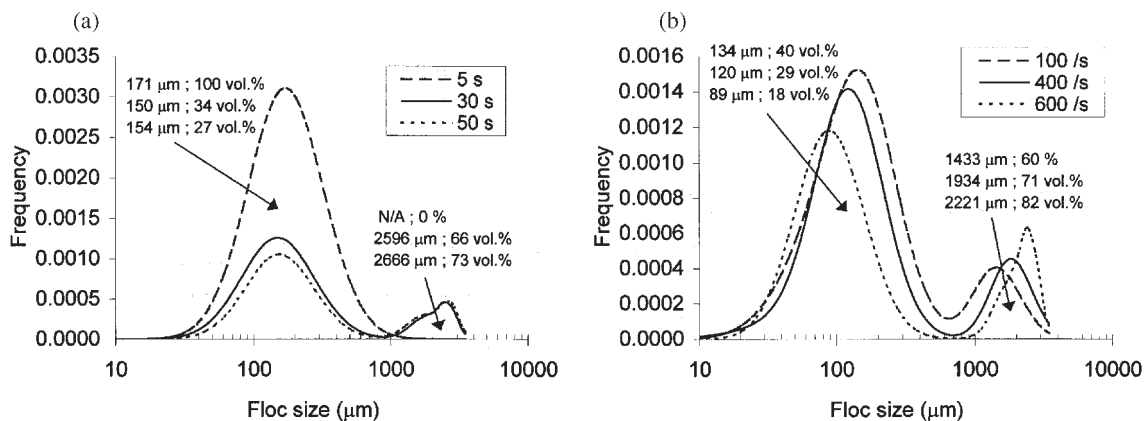 (a)
0.0035
0.0030
0.0025
0.0020
0.0015
0.0010
0.0005
0.0000
Frequency
171 μm ; 100 vol.%
150 μm ; 34 vol.%
154 μm ; 27 vol.%
5 s
30 s
50 s
N/A ; 0 %
2596 μm ; 66 vol.%
2666 μm ; 73 vol.%
10 100 1000 10000
Floc size (μm)
(b)
0.0016
0.0014
0.0012
0.0010
0.0008
0.0006
0.0004
0.0002
0.0000
Frequency
134 μm ; 40 vol.%
120 μm ; 29 vol.%
89 μm ; 18 vol.%
100 /s
400 /s
600 /s
1433 μm ; 60 %
1934 μm ; 71 vol.%
2221 μm ; 82 vol.%
10 100 1000 10000
Floc size (μm)